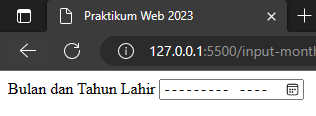 Praktikum Web 2023
127.0.0.1:5500/input-mont
Bulan dan Tahun Lahir --------- ----